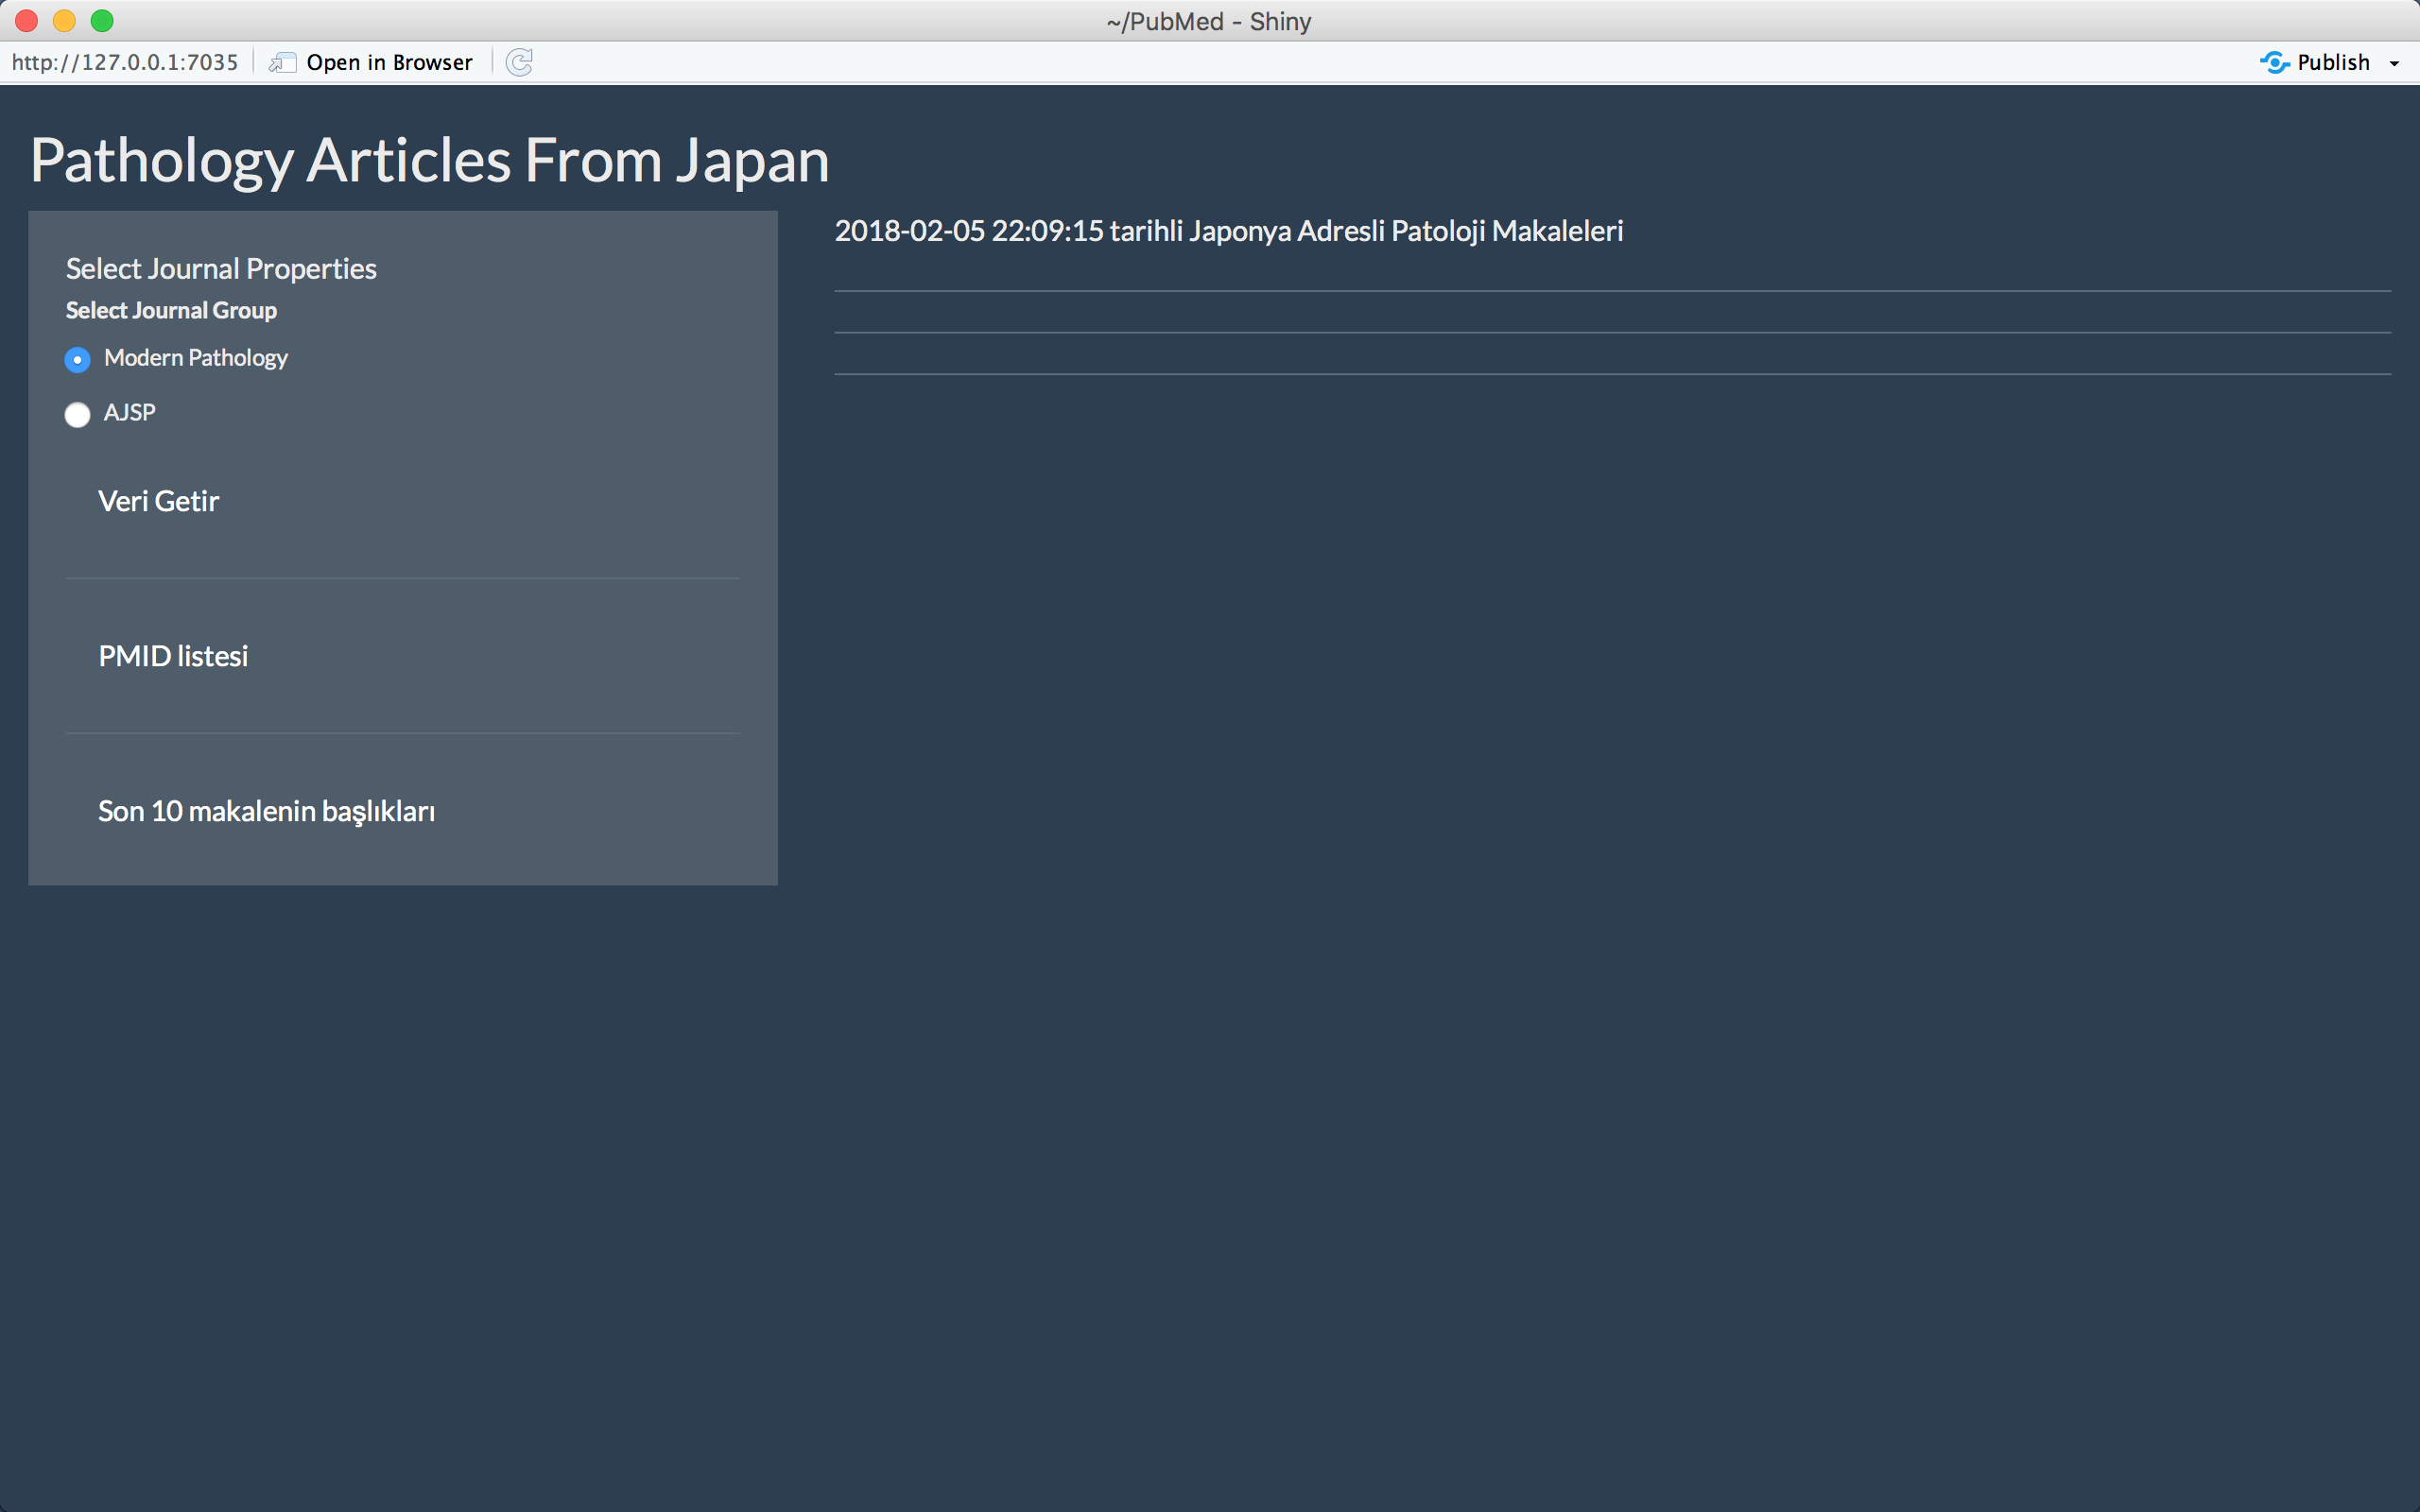 ~/PubMed - Shiny
http://127.0.0.1:7035 Open in Browser Publish
Pathology Articles From Japan
Select Journal Properties
Select Journal Group
Modern Pathology
AJSP
Veri Getir
PMID listesi
Son 10 makalenin başlıkları
2018-02-05 22:09:15 tarihli Japonya Adresli Patoloji Makaleleri